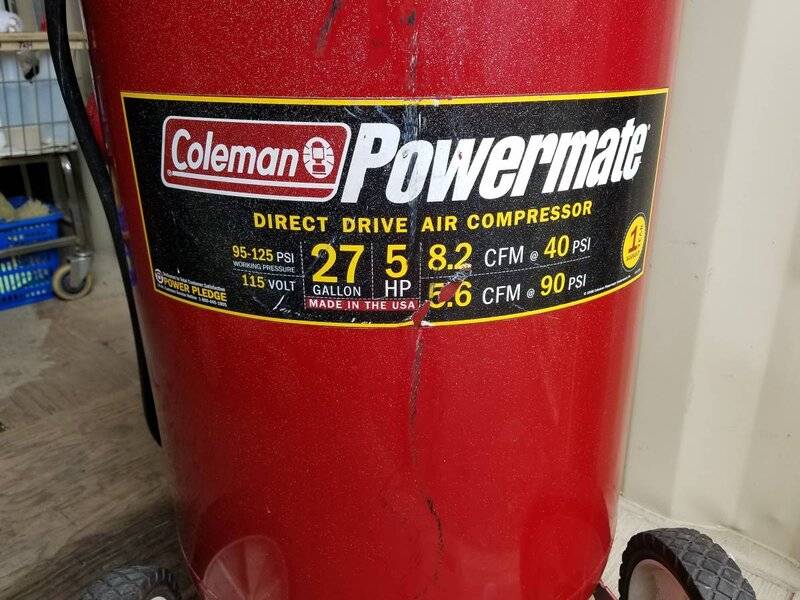 Coleman Powermate
DIRECT DRIVE AIR COMPRESSOR
95-125 PSI
WORKING PRESSURE
115 VOLT
27
GALLON
5
HP
MADE IN THE USA
8.2 CFM @ 40 PSI
5.6 CFM @ 90 PSI
1
POWER PLEDGE